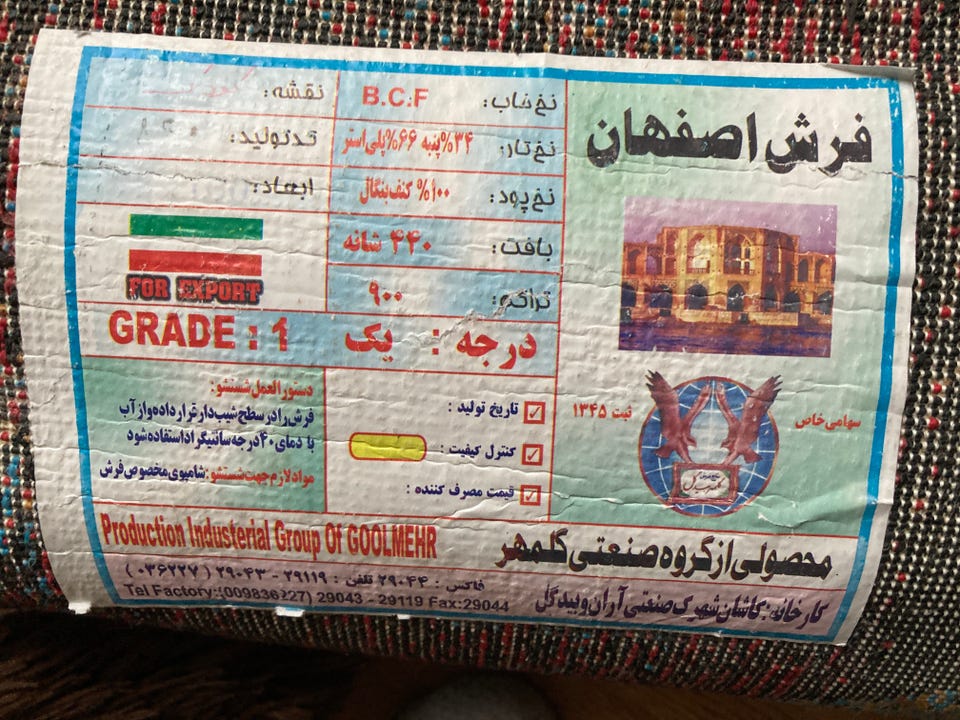 فرش اصفهان
ثبت ۱۳۴۵
سهامی خاص
نخ خاب: B.C.F
نخ تار: ۳۴%پنبه ۶۶%پلی استر
نخ پود: ۱۰۰% کنف بنگال
بافت: ۴۴۰ شانه
تراکم: ۹۰۰
نقشه:
کدتولید:
ابعاد:
FOR EXPORT
درجه : یک
GRADE : 1
تاریخ تولید :
کنترل کیفیت :
قیمت مصرف کننده :
دستورالعمل شستشو:
فرش را در سطح شیب دار قرار داده و از آب
با دمای ۴۰ درجه سانتیگراد استفاده شود
مواد لازم جهت شستشو: شامپوی مخصوص فرش
محصولی از گروه صنعتی گلمهر
Production Industerial Group Of GOOLMEHR
کارخانه: کاشان شهرک صنعتی آران و بیدگل
فاکس : ۲۹۰۴۴ تلفن : ۲۹۱۱۹ - ۲۹۰۴۳ ( ۰۳۶۲۲۷ )
Tel Factory:(009836227) 29043 - 29119 Fax:29044